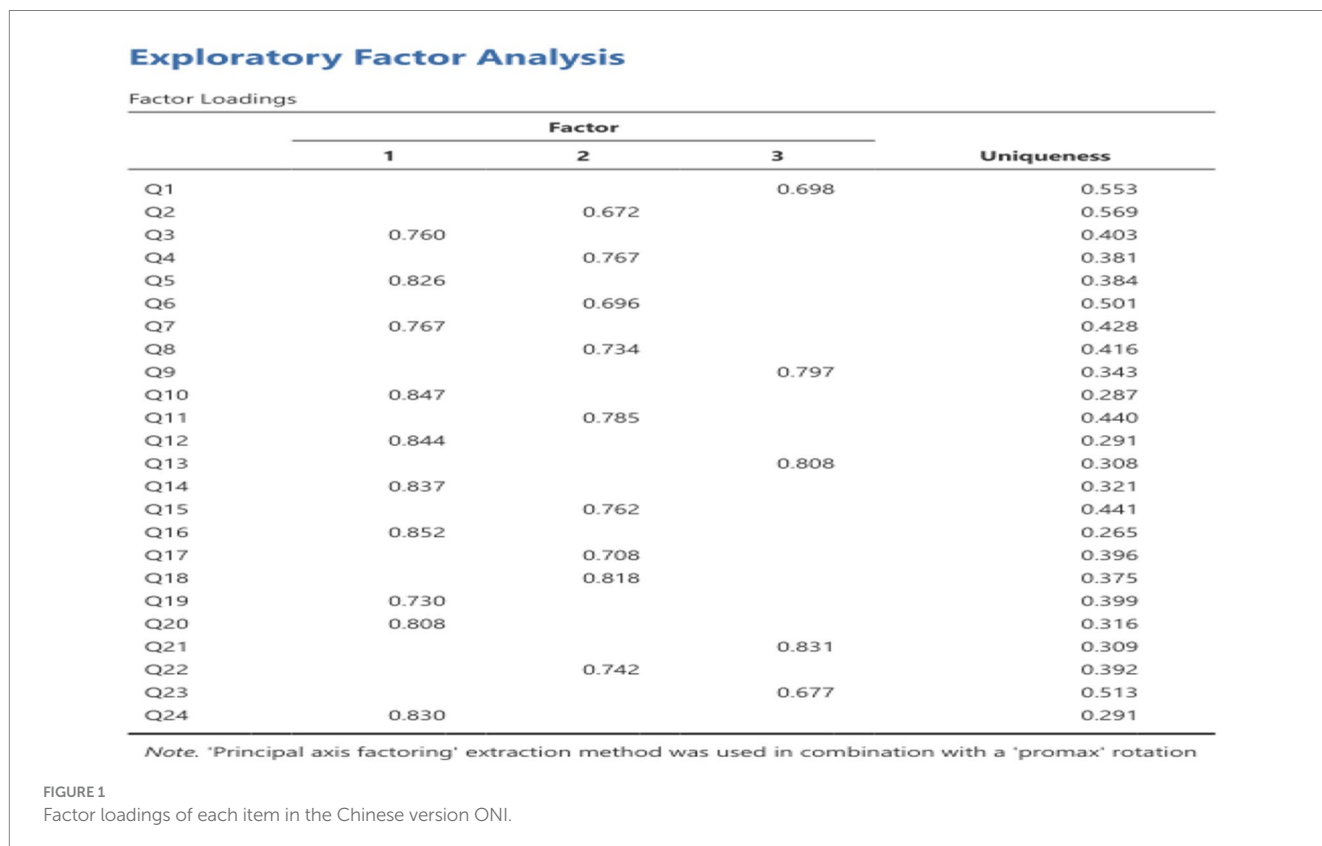 Exploratory Factor Analysis
Factor Loadings
Factor
1 2 3 Uniqueness
Q1 0.698 0.553
Q2 0.672 0.569
Q3 0.760 0.403
Q4 0.767 0.381
Q5 0.826 0.384
Q6 0.696 0.501
Q7 0.767 0.428
Q8 0.734 0.416
Q9 0.797 0.343
Q10 0.847 0.287
Q11 0.785 0.440
Q12 0.844 0.291
Q13 0.808 0.308
Q14 0.837 0.321
Q15 0.762 0.441
Q16 0.852 0.265
Q17 0.708 0.396
Q18 0.818 0.375
Q19 0.730 0.399
Q20 0.808 0.316
Q21 0.831 0.309
Q22 0.742 0.392
Q23 0.677 0.513
Q24 0.830 0.291
Note. 'Principal axis factoring' extraction method was used in combination with a 'promax' rotation
FIGURE 1
Factor loadings of each item in the Chinese version ONI.